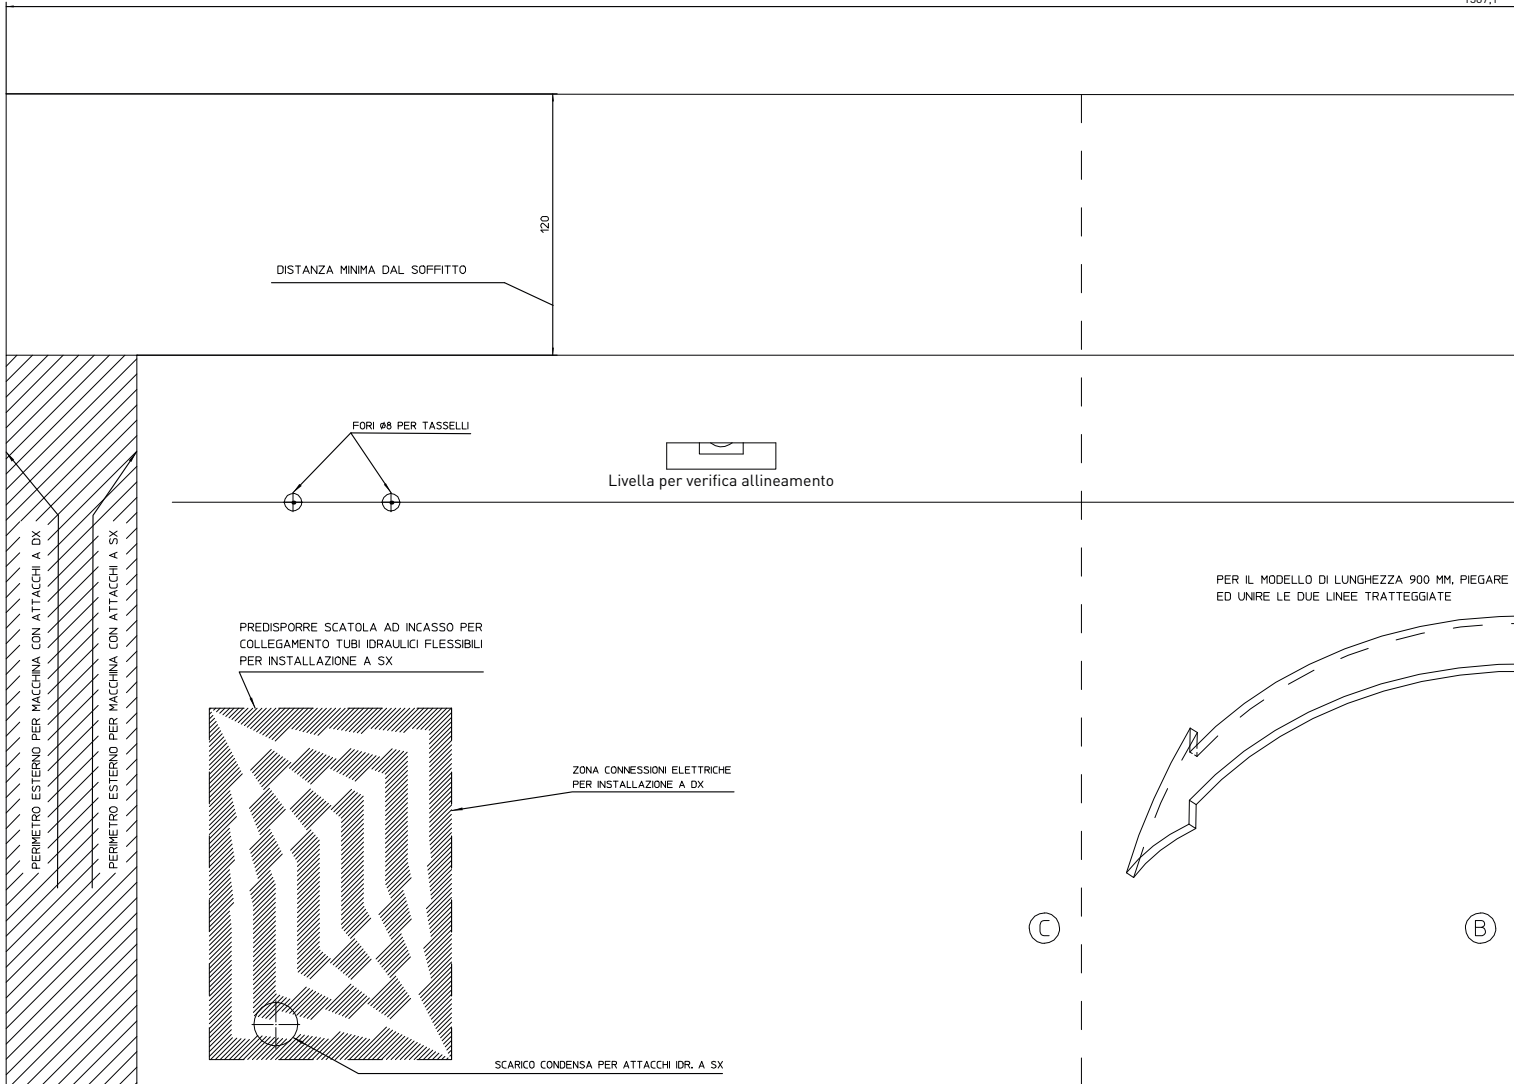 120
DISTANZA MINIMA DAL SOFFITTO
FORI ø8 PER TASSELLI
Livella per verifica allineamento
PERIMETRO ESTERNO PER MACCHINA CON ATTACCHI A DX
PERIMETRO ESTERNO PER MACCHINA CON ATTACCHI A SX
PER IL MODELLO DI LUNGHEZZA 900 MM, PIEGARE
ED UNIRE LE DUE LINEE TRATTEGGIATE
PREDISPORRE SCATOLA AD INCASSO PER
COLLEGAMENTO TUBI IDRAULICI FLESSIBILI
PER INSTALLAZIONE A SX
ZONA CONNESSIONI ELETTRICHE
PER INSTALLAZIONE A DX
C
B
SCARICO CONDENSA PER ATTACCHI IDR. A SX